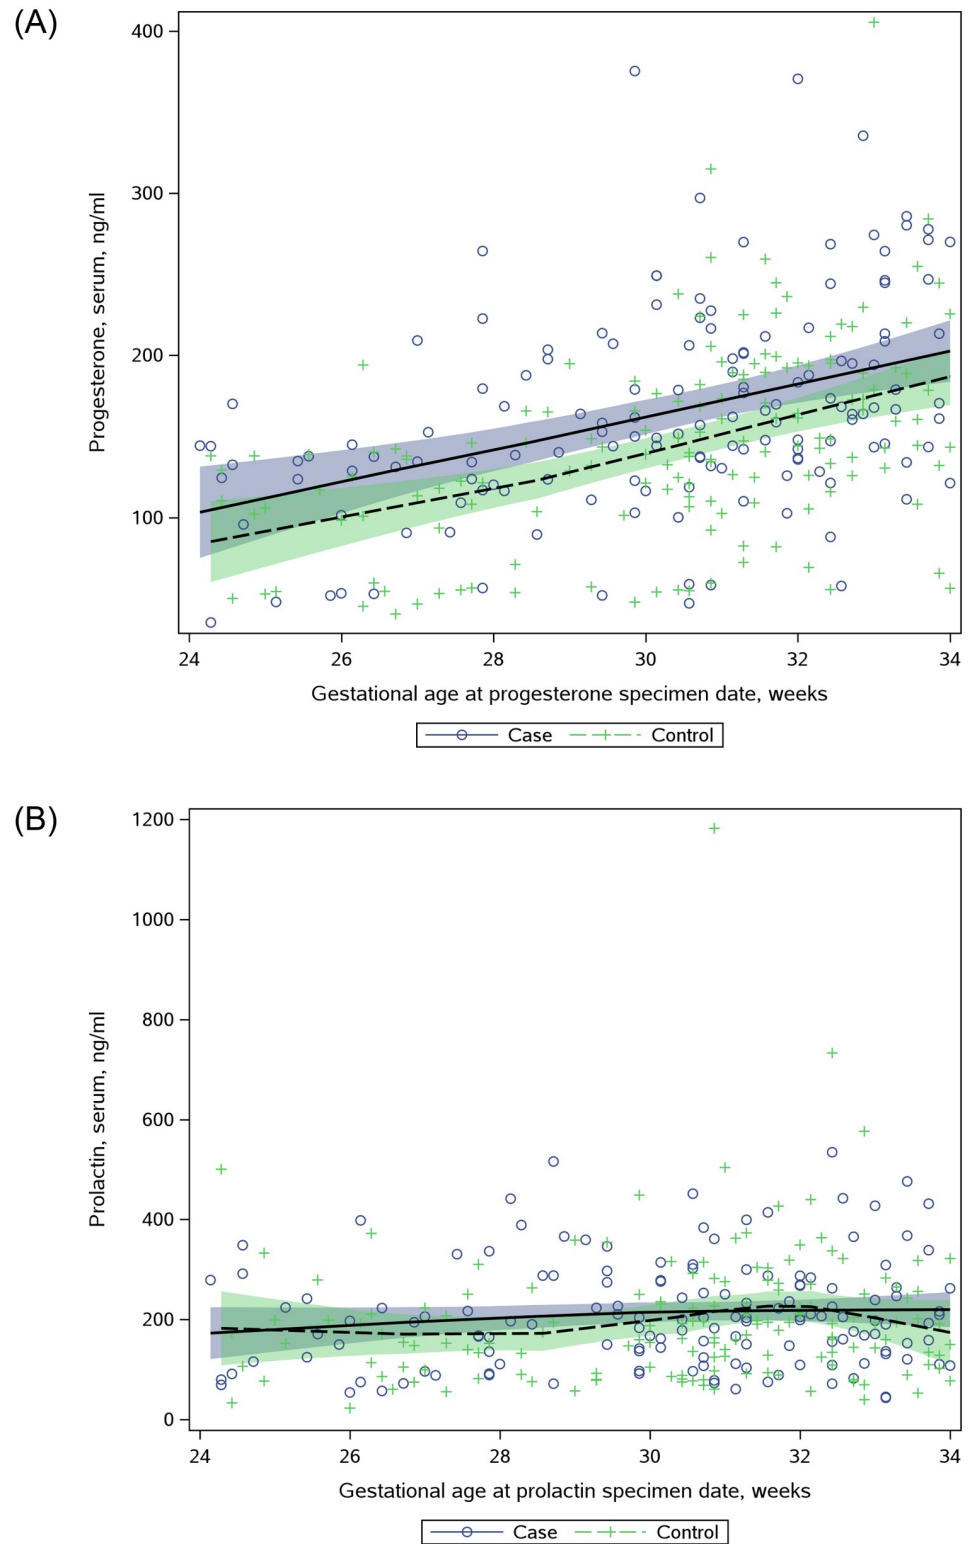 (A)
400
300
200
100
Progesterone, serum, ng/ml
24 26 28 30 32 34
Gestational age at progesterone specimen date, weeks
Case Control
(B)
1200
1000
800
600
400
200
0
Prolactin, serum, ng/ml
24 26 28 30 32 34
Gestational age at prolactin specimen date, weeks
Case Control